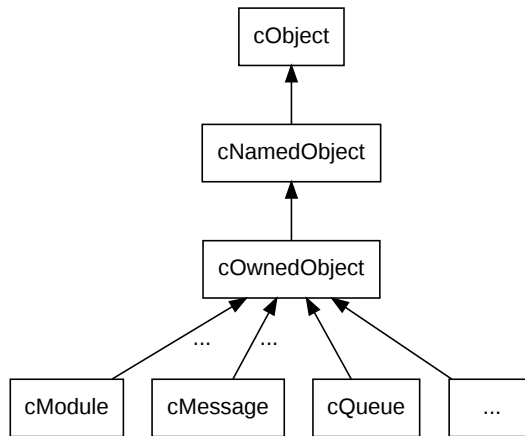 cObject
cNamedObject
cOwnedObject
... ...
cModule cMessage cQueue ...